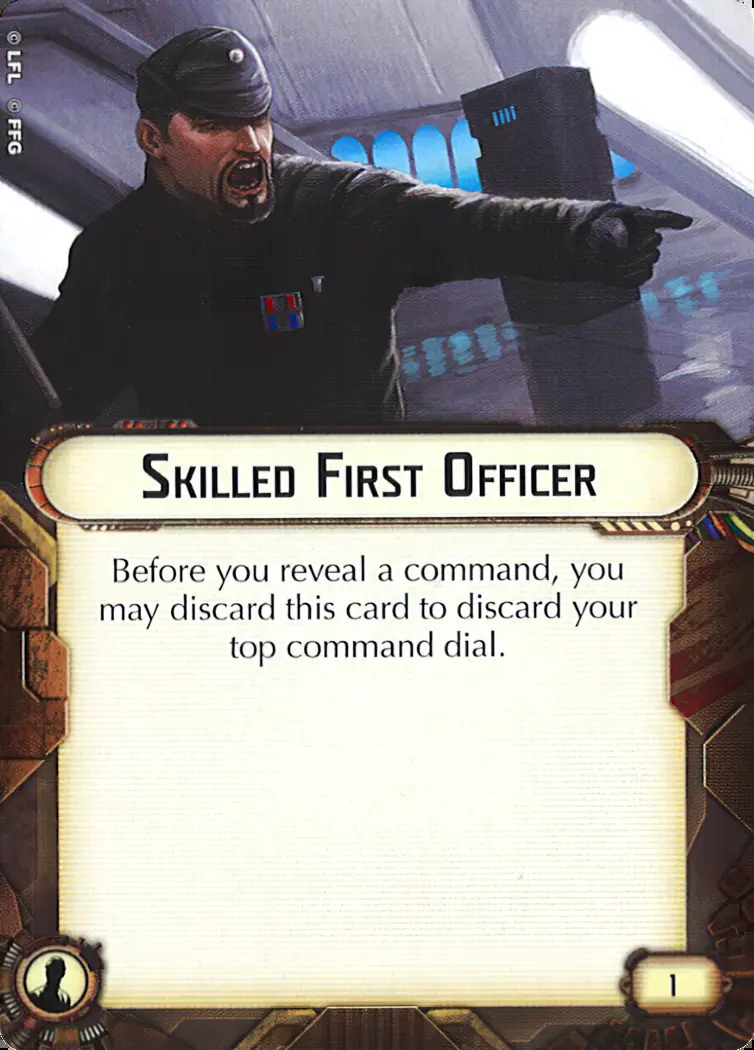 © LFL © FFG
SKILLED FIRST OFFICER
Before you reveal a command, you
may discard this card to discard your
top command dial.
1